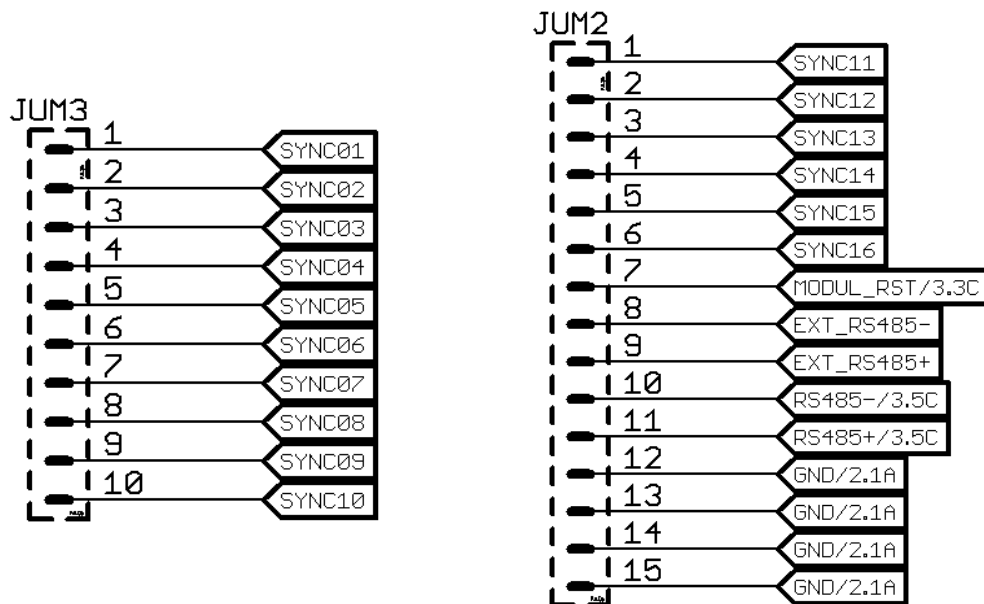 JUM3
1 SYNC01
2 SYNC02
3 SYNC03
4 SYNC04
5 SYNC05
6 SYNC06
7 SYNC07
8 SYNC08
9 SYNC09
10 SYNC10
JUM2
1 SYNC11
2 SYNC12
3 SYNC13
4 SYNC14
5 SYNC15
6 SYNC16
7 MODUL_RST/3.3C
8 EXT_RS485-
9 EXT_RS485+
10 RS485-/3.5C
11 RS485+/3.5C
12 GND/2.1A
13 GND/2.1A
14 GND/2.1A
15 GND/2.1A